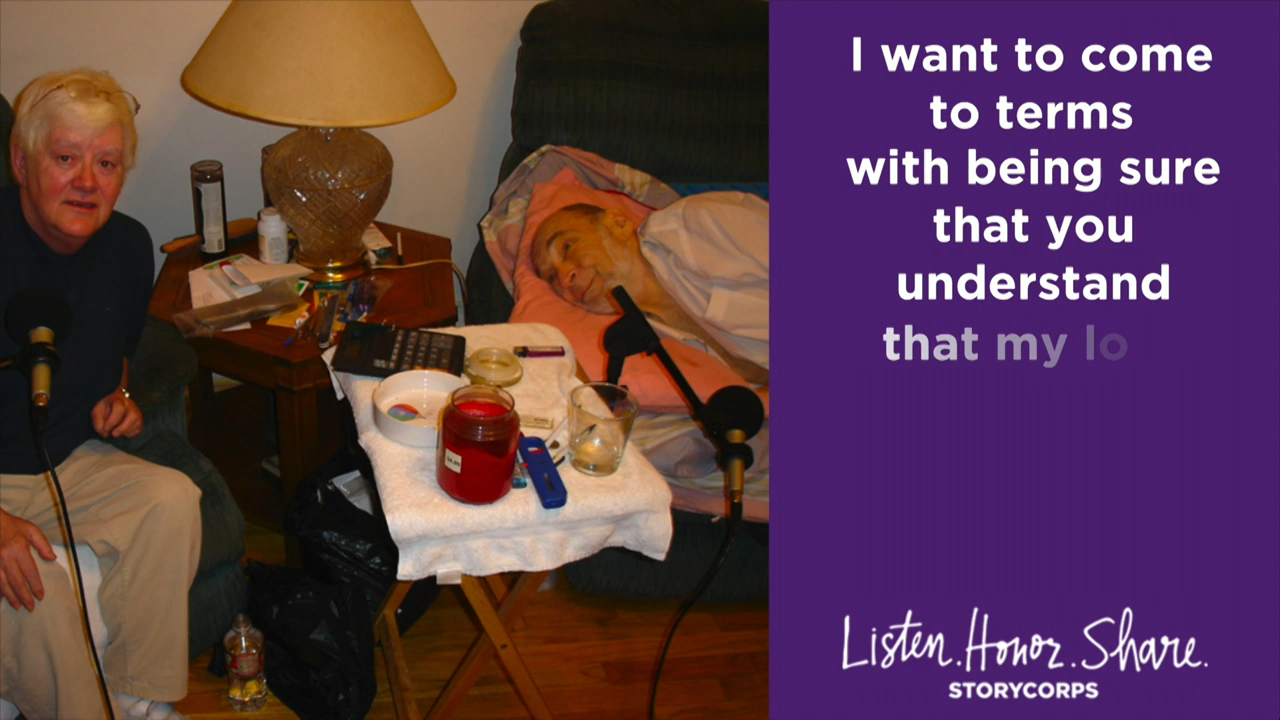 I want to come
to terms
with being sure
that you
understand
that my lo
Listen. Honor. Share.
STORYCORPS